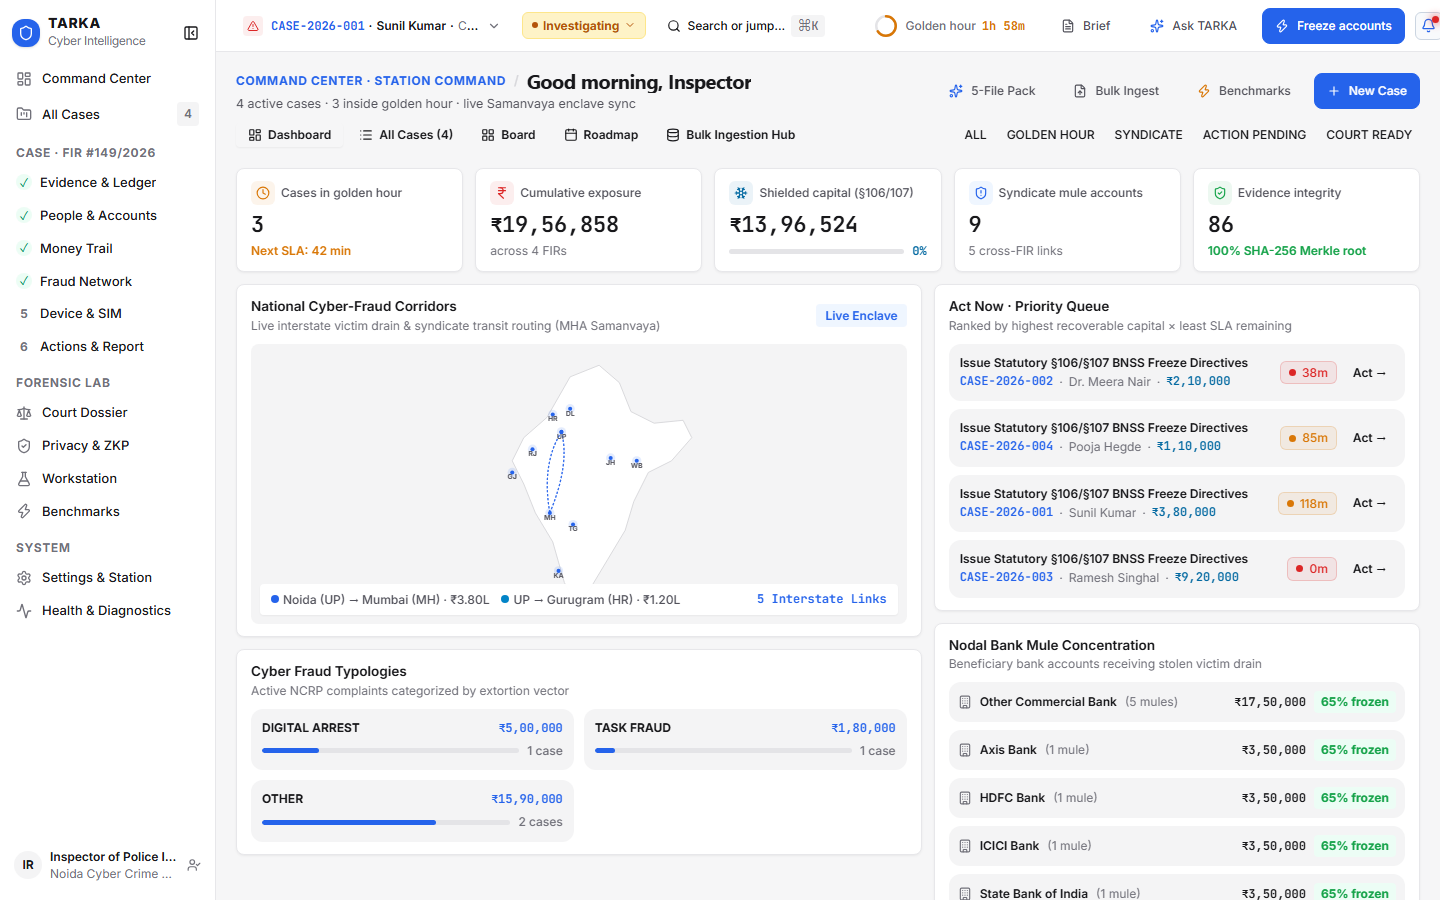 TARKA
Cyber Intelligence
Command Center
All Cases
4
CASE · FIR #149/2026
✓ Evidence & Ledger
✓ People & Accounts
✓ Money Trail
✓ Fraud Network
5 Device & SIM
6 Actions & Report
FORENSIC LAB
Court Dossier
Privacy & ZKP
Workstation
Benchmarks
SYSTEM
Settings & Station
Health & Diagnostics
IR
Inspector of Police I...
Noida Cyber Crime ...
CASE-2026-001 · Sunil Kumar · C...
Investigating
Search or jump... ⌘K
Golden hour 1h 58m
Brief
Ask TARKA
Freeze accounts
COMMAND CENTER · STATION COMMAND / Good morning, Inspector
4 active cases · 3 inside golden hour · live Samanvaya enclave sync
5-File Pack
Bulk Ingest
Benchmarks
New Case
Dashboard
All Cases (4)
Board
Roadmap
Bulk Ingestion Hub
ALL
GOLDEN HOUR
SYNDICATE
ACTION PENDING
COURT READY
Cases in golden hour
3
Next SLA: 42 min
Cumulative exposure
₹19,56,858
across 4 FIRs
Shielded capital (§106/107)
₹13,96,524
0%
Syndicate mule accounts
9
5 cross-FIR links
Evidence integrity
86
100% SHA-256 Merkle root
National Cyber-Fraud Corridors
Live interstate victim drain & syndicate transit routing (MHA Samanvaya)
Live Enclave
HR
DL
UP
RJ
JH
WB
GJ
MH
TG
KA
Noida (UP) → Mumbai (MH) · ₹3.80L
UP → Gurugram (HR) · ₹1.20L
5 Interstate Links
Cyber Fraud Typologies
Active NCRP complaints categorized by extortion vector
DIGITAL ARREST ₹5,00,000
1 case
TASK FRAUD ₹1,80,000
1 case
OTHER ₹15,90,000
2 cases
Act Now · Priority Queue
Ranked by highest recoverable capital × least SLA remaining
Issue Statutory §106/§107 BNSS Freeze Directives
CASE-2026-002 · Dr. Meera Nair · ₹2,10,000
38m
Act →
Issue Statutory §106/§107 BNSS Freeze Directives
CASE-2026-004 · Pooja Hegde · ₹1,10,000
85m
Act →
Issue Statutory §106/§107 BNSS Freeze Directives
CASE-2026-001 · Sunil Kumar · ₹3,80,000
118m
Act →
Issue Statutory §106/§107 BNSS Freeze Directives
CASE-2026-003 · Ramesh Singhal · ₹9,20,000
0m
Act →
Nodal Bank Mule Concentration
Beneficiary bank accounts receiving stolen victim drain
Other Commercial Bank (5 mules) ₹17,50,000 65% frozen
Axis Bank (1 mule) ₹3,50,000 65% frozen
HDFC Bank (1 mule) ₹3,50,000 65% frozen
ICICI Bank (1 mule) ₹3,50,000 65% frozen
State Bank of India (1 mule) ₹3,50,000 65% frozen